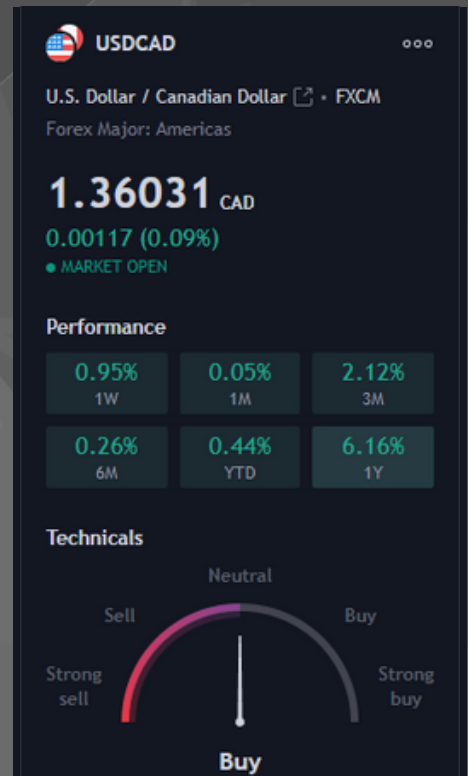 USDCAD
U.S. Dollar / Canadian Dollar • FXCM
Forex Major: Americas
1.36031 CAD
0.00117 (0.09%)
• MARKET OPEN
Performance
0.95% 0.05% 2.12%
1W 1M 3M
0.26% 0.44% 6.16%
6M YTD 1Y
Technicals
Neutral
Sell Buy
Strong Strong
sell buy
Buy